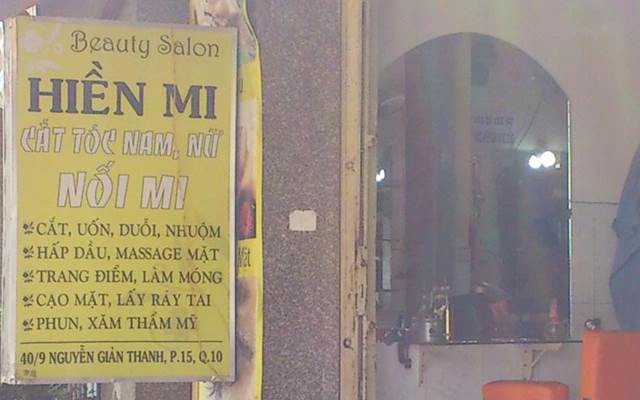 Beauty Salon
HIỀN MI
CẮT TÓC NAM, NỮ
NỐI MI
CẮT, UỐN, DUỖI, NHUỘM
HẤP DẦU, MASSAGE MẶT
TRANG ĐIỂM, LÀM MÓNG
CẠO MẶT, LẤY RÁY TAI
PHUN, XĂM THẨM MỸ
40/9 NGUYỄN GIẢN THANH, P.15, Q.10
Mắt